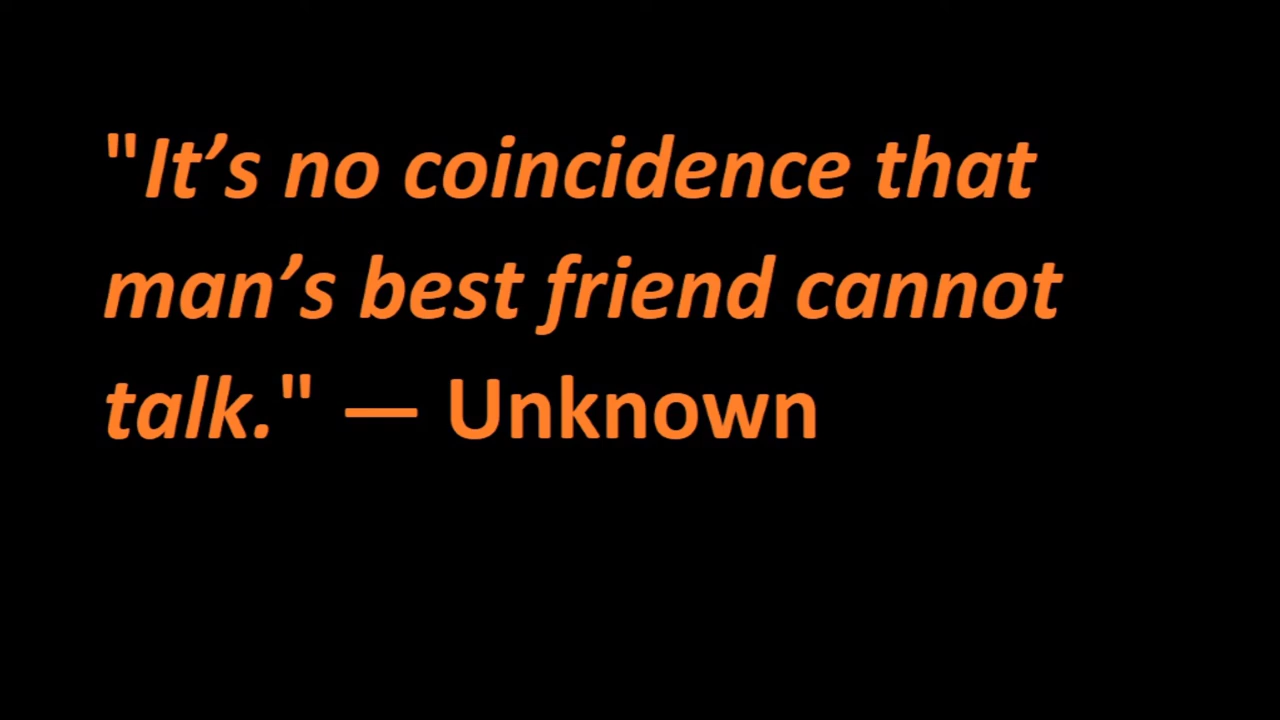 "It’s no coincidence that
man’s best friend cannot
talk." — Unknown